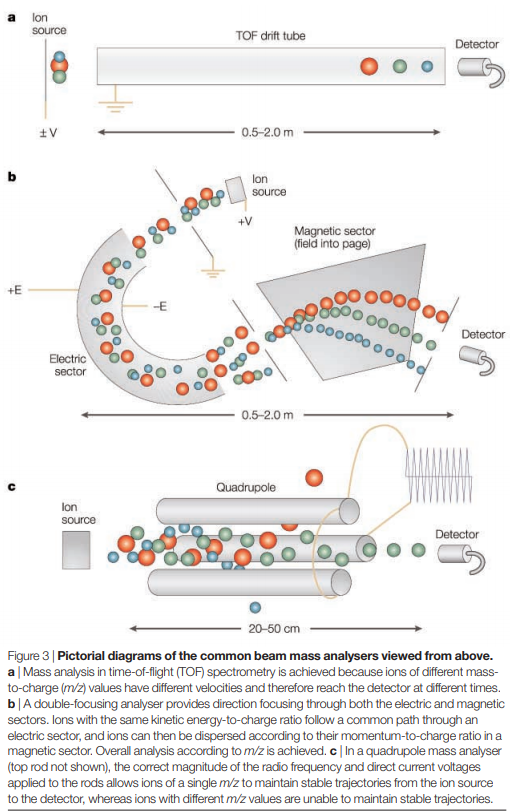 a
Ion
source
TOF drift tube
Detector
± V
0.5–2.0 m
b
Ion
source
+V
Magnetic sector
(field into page)
+E
–E
Electric
sector
Detector
0.5–2.0 m
c
Quadrupole
Ion
source
Detector
20–50 cm
Figure 3 | Pictorial diagrams of the common beam mass analysers viewed from above.
a | Mass analysis in time-of-flight (TOF) spectrometry is achieved because ions of different mass-
to-charge (m/z) values have different velocities and therefore reach the detector at different times.
b | A double-focusing analyser provides direction focusing through both the electric and magnetic
sectors. Ions with the same kinetic energy-to-charge ratio follow a common path through an
electric sector, and ions can then be dispersed according to their momentum-to-charge ratio in a
magnetic sector. Overall analysis according to m/z is achieved. c | In a quadrupole mass analyser
(top rod not shown), the correct magnitude of the radio frequency and direct current voltages
applied to the rods allows ions of a single m/z to maintain stable trajectories from the ion source
to the detector, whereas ions with different m/z values are unable to maintain stable trajectories.